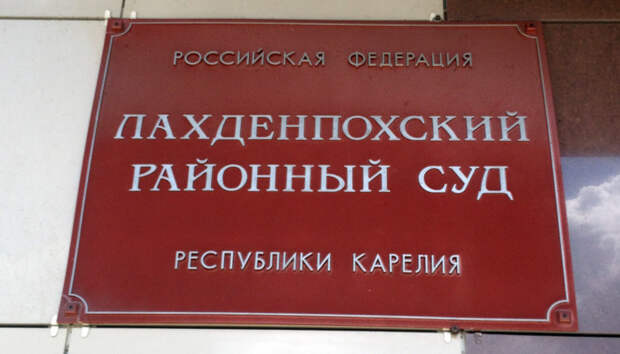 РОССИЙСКАЯ ФЕДЕРАЦИЯ
ЛАХДЕНПОХСКИЙ
РАЙОННЫЙ СУД
РЕСПУБЛИКИ КАРЕЛИЯ